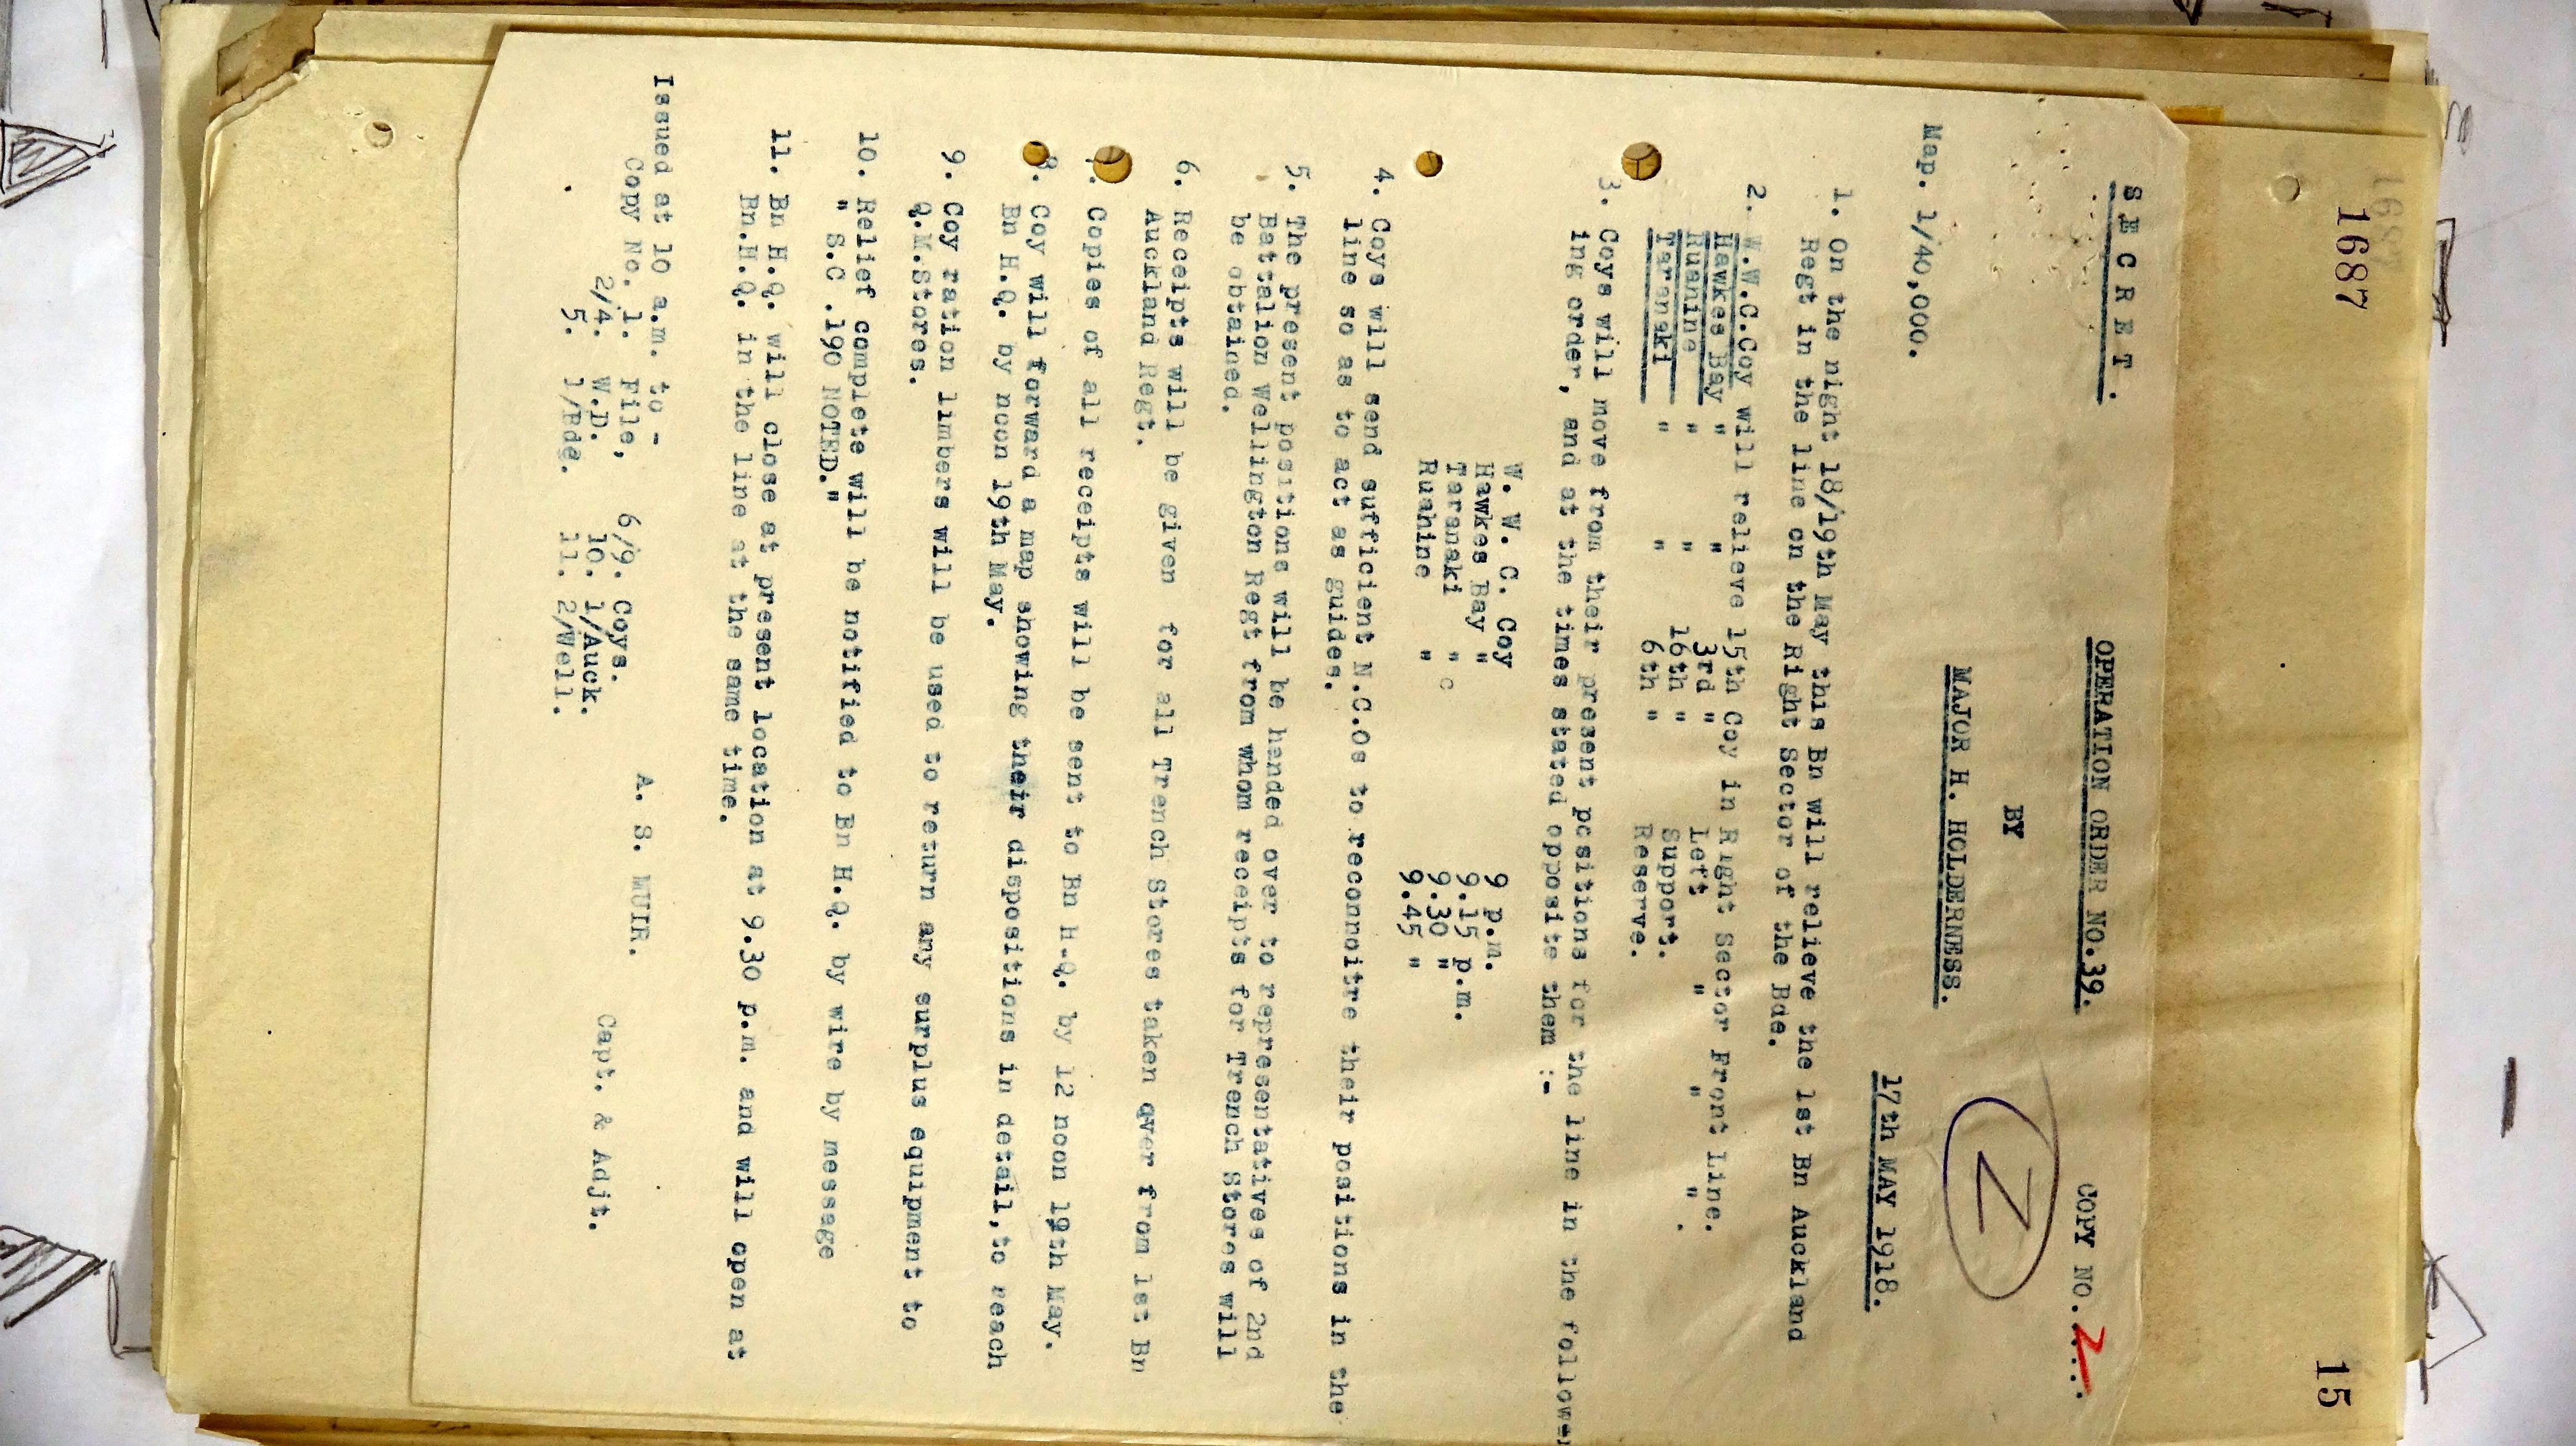 1687
15
S E C R E T .
OPERATION ORDER NO.39.
COPY NO. 2....
BY
MAJOR H. HOLDERNESS.
Z
Map. 1/40,000.
17th MAY 1918.
1. On the night 18/19th May this Bn will relieve the 1st Bn Auckland
Regt in the line on the Right Sector of the Bde.
2. W.W.C.Coy will relieve 15th Coy in Right Sector Front Line.
Hawkes Bay " " 3rd " Left " " " .
Ruahine " " 16th " Support.
Taranaki " " 6th " Reserve.
3. Coys will move from their present positions for the line in the follow
ing order, and at the times stated opposite them :-
W. W. C. Coy 9 p.m.
Hawkes Bay " 9.15 p.m.
Taranaki " c 9.30 "
Ruahine " 9.45 "
4. Coys will send sufficient N.C.Os to reconnoitre their positions in the
line so as to act as guides.
5. The present positions will be handed over to representatives of 2nd
Battalion Wellington Regt from whom receipts for Trench Stores will
be obtained.
6. Receipts will be given for all Trench Stores taken over from 1st Bn
Auckland Regt.
. Copies of all receipts will be sent to Bn H.Q. by 12 noon 19th May.
8. Coy will forward a map showing their dispositions in detail, to reach
Bn H.Q. by noon 19th May.
9. Coy ration limbers will be used to return any surplus equipment to
Q.M.Stores.
10. Relief complete will be notified to Bn H.Q. by wire by message
" S.C .190 NOTED."
11. Bn H.Q. will close at present location at 9.30 p.m. and will open at
Bn.H.Q. in the line at the same time.
A. S. MUIR.
Capt. & Adjt.
Issued at 10 a.m. to -
Copy No. 1. File, 6/9. Coys.
2/4. W.D. 10. 1/Auck.
5. 1/Bde. 11. 2/Well.